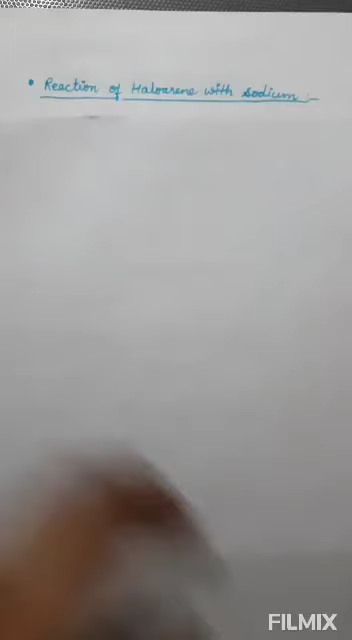 • Reaction of Haloarene with Sodium :-
FILMIX